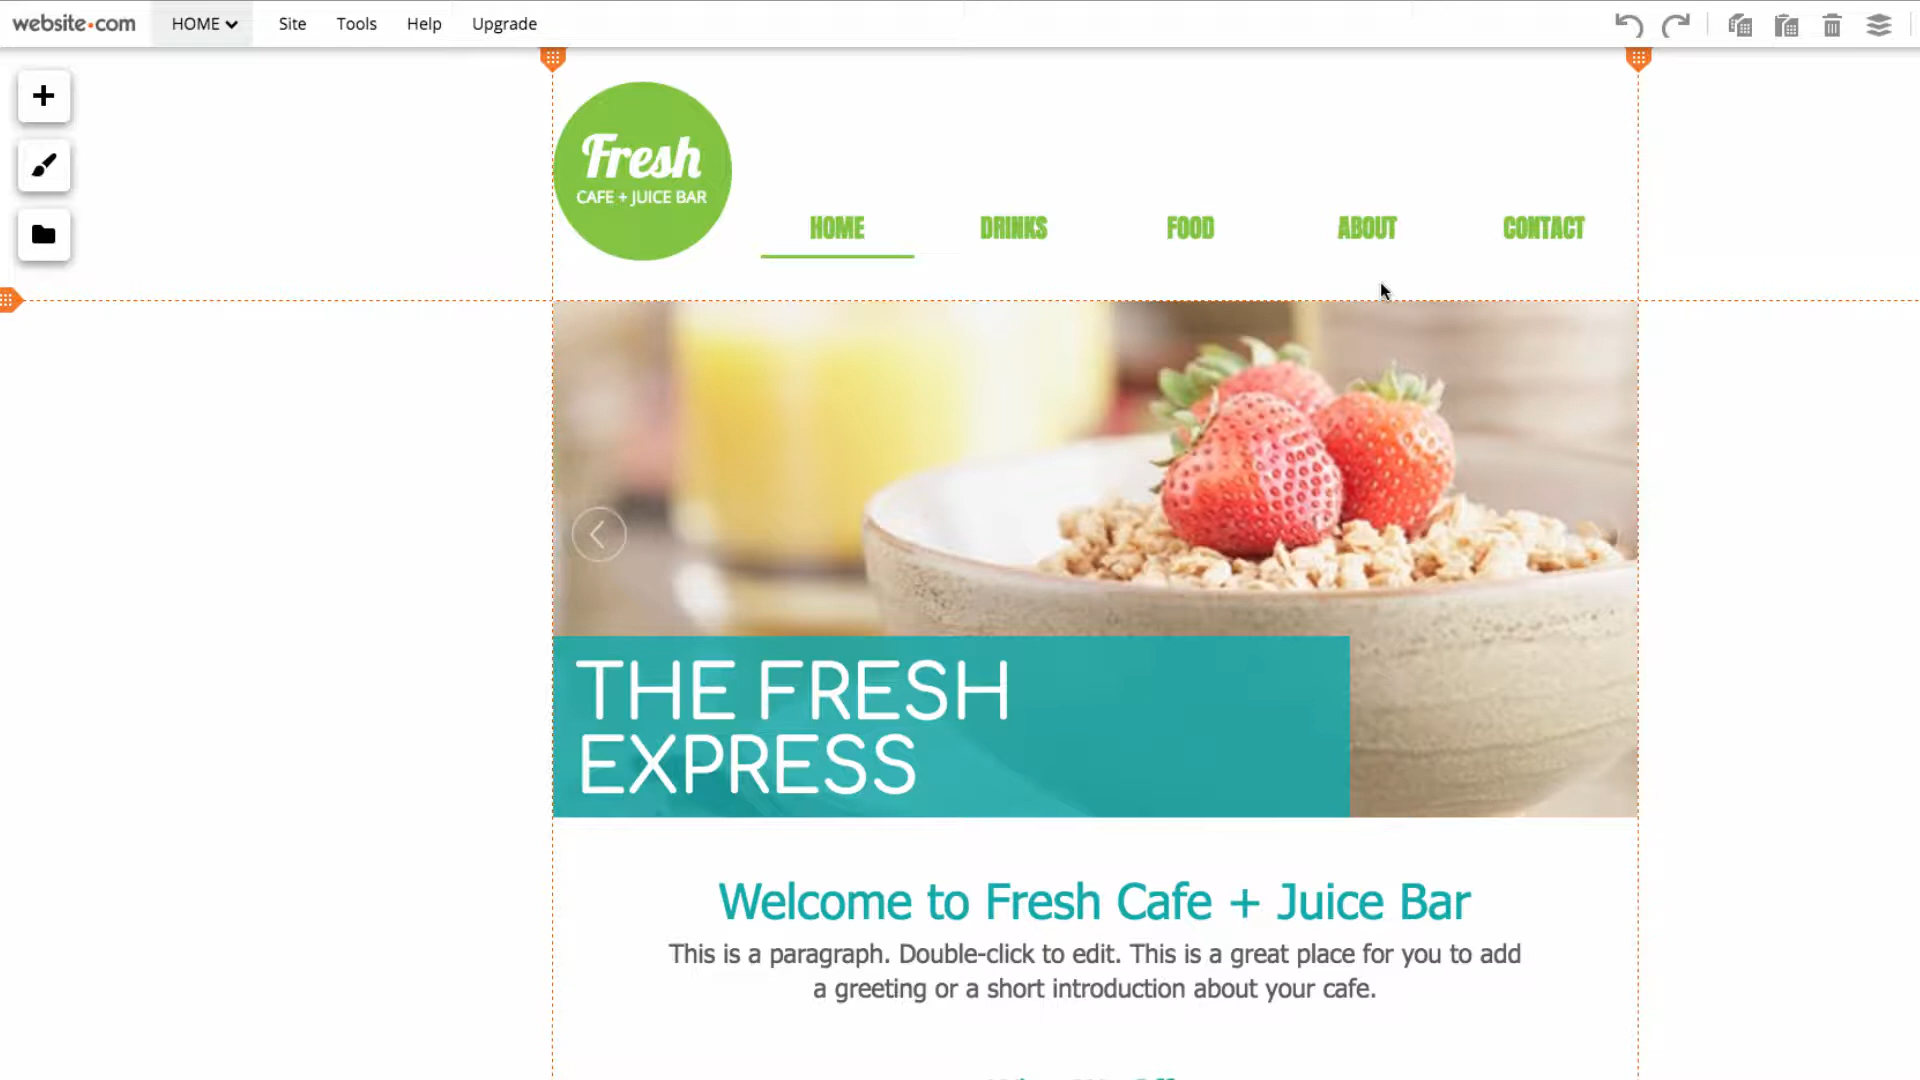 website.com HOME Site Tools Help Upgrade
Fresh
CAFE + JUICE BAR
HOME DRINKS FOOD ABOUT CONTACT
THE FRESH
EXPRESS
Welcome to Fresh Cafe + Juice Bar
This is a paragraph. Double-click to edit. This is a great place for you to add
a greeting or a short introduction about your cafe.